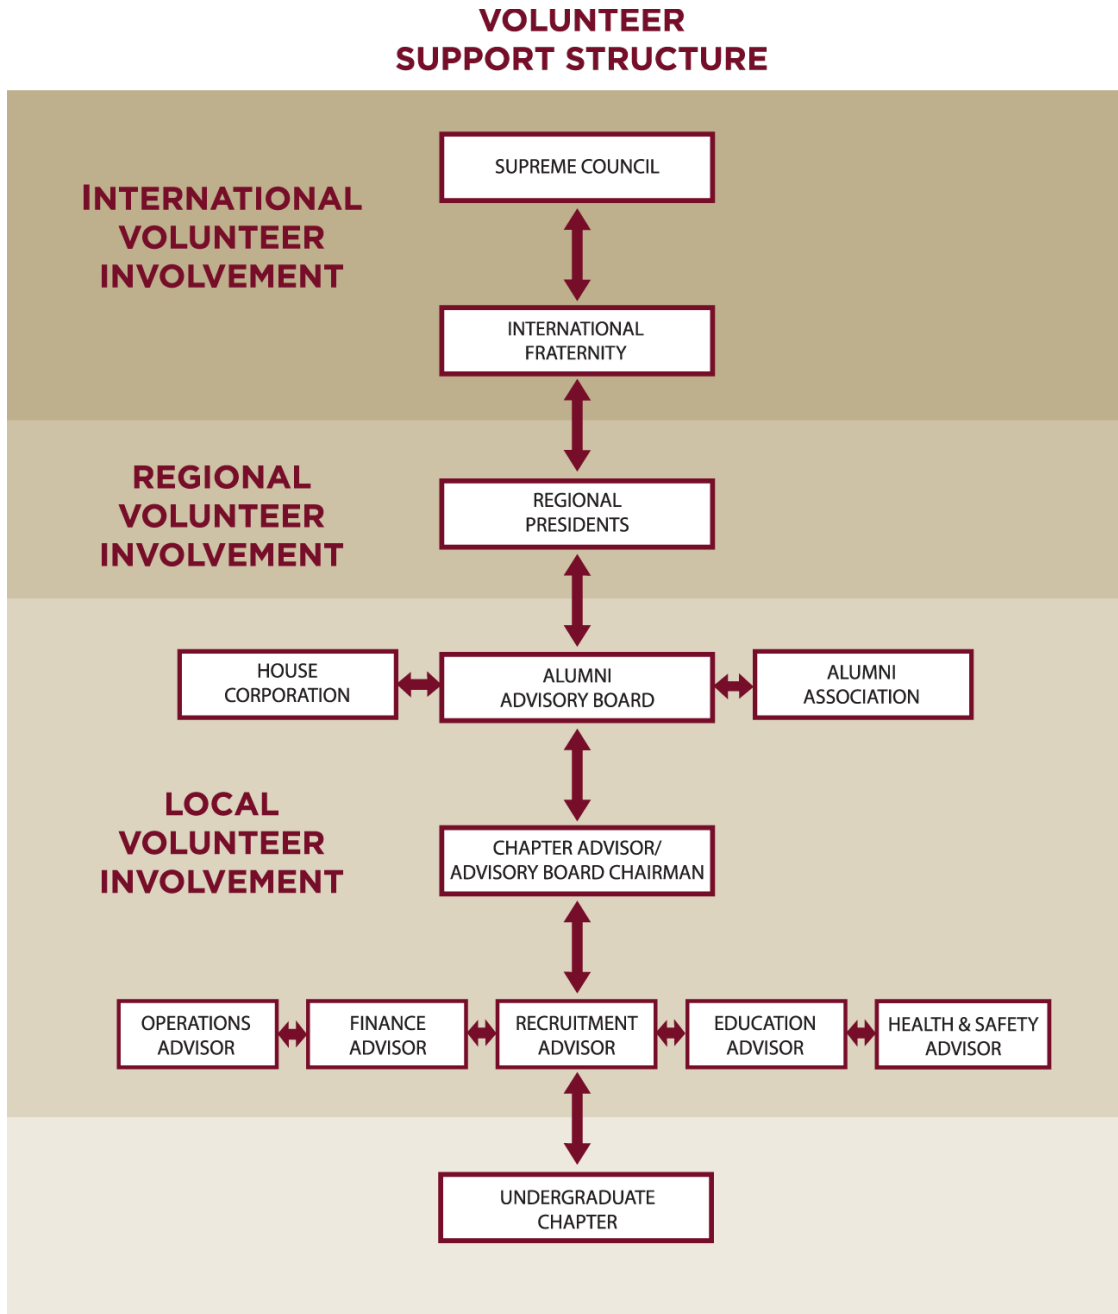 VOLUNTEER
SUPPORT STRUCTURE
SUPREME COUNCIL
INTERNATIONAL
VOLUNTEER
INVOLVEMENT
INTERNATIONAL
FRATERNITY
REGIONAL
VOLUNTEER
INVOLVEMENT
REGIONAL
PRESIDENTS
HOUSE
CORPORATION
ALUMNI
ADVISORY BOARD
ALUMNI
ASSOCIATION
LOCAL
VOLUNTEER
INVOLVEMENT
CHAPTER ADVISOR/
ADVISORY BOARD CHAIRMAN
OPERATIONS
ADVISOR
FINANCE
ADVISOR
RECRUITMENT
ADVISOR
EDUCATION
ADVISOR
HEALTH & SAFETY
ADVISOR
UNDERGRADUATE
CHAPTER